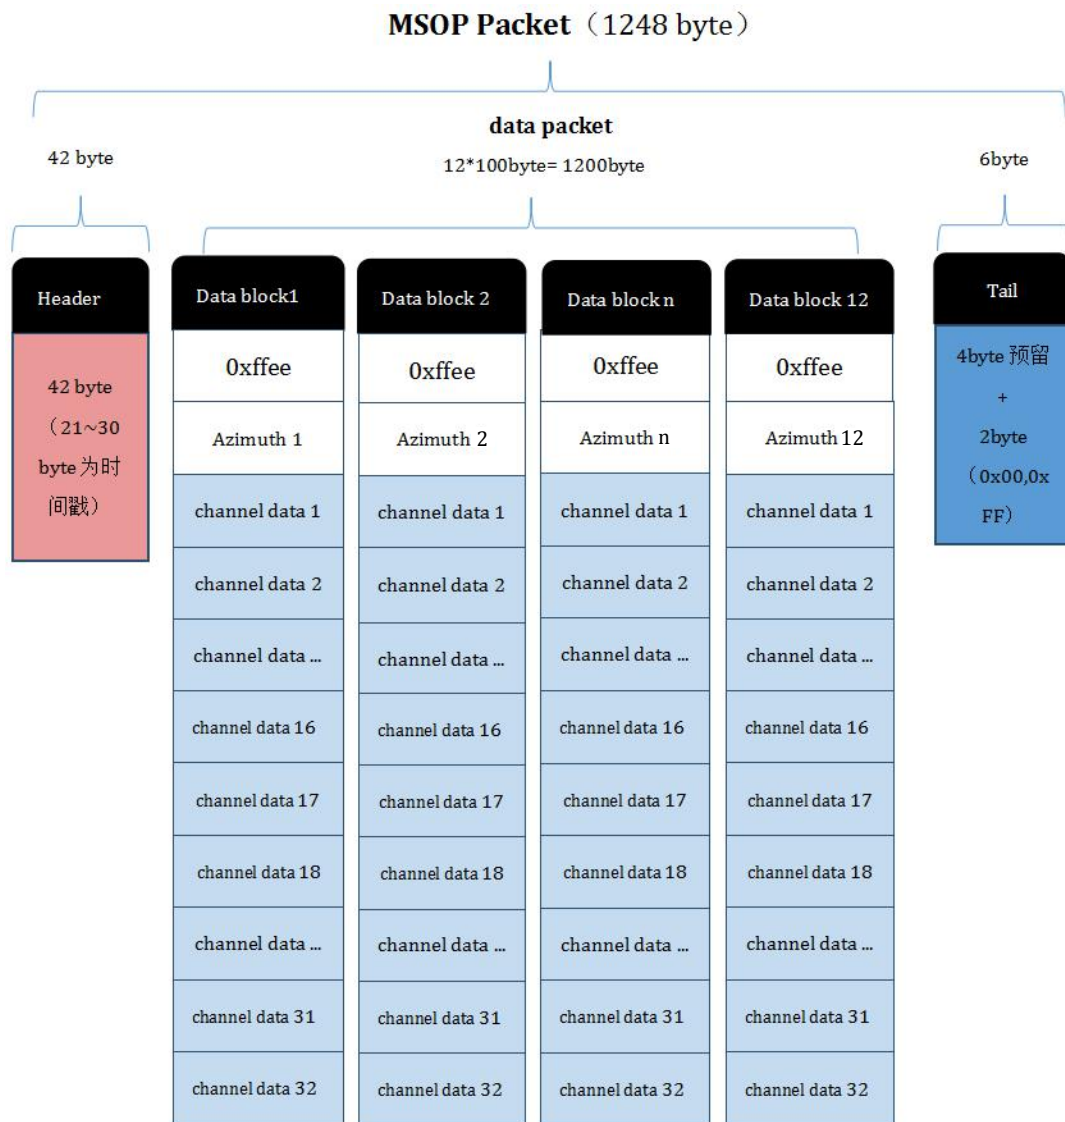 MSOP Packet（1248 byte）
data packet
42 byte
12*100byte= 1200byte
6byte
Header
42 byte
（21~30
byte 为时
间戳）
Data block1
0xffee
Azimuth 1
channel data 1
channel data 2
channel data ...
channel data 16
channel data 17
channel data 18
channel data ...
channel data 31
channel data 32
Data block 2
0xffee
Azimuth 2
channel data 1
channel data 2
channel data ...
channel data 16
channel data 17
channel data 18
channel data ...
channel data 31
channel data 32
Data block n
0xffee
Azimuth n
channel data 1
channel data 2
channel data ...
channel data 16
channel data 17
channel data 18
channel data ...
channel data 31
channel data 32
Data block 12
0xffee
Azimuth 12
channel data 1
channel data 2
channel data ...
channel data 16
channel data 17
channel data 18
channel data ...
channel data 31
channel data 32
Tail
4byte 预留
+
2byte
（0x00,0x
FF）